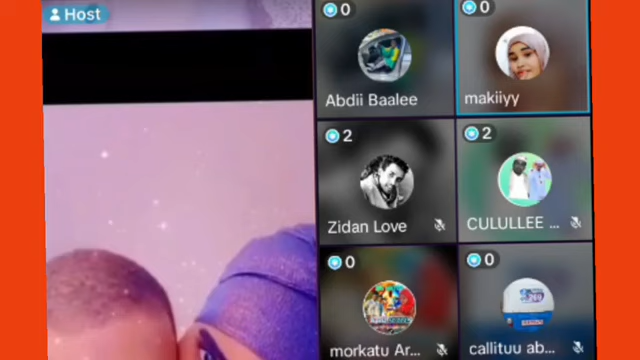 Host
0
0
Abdii Baalee
makiiyy
2
2
Zidan Love
CULULLEE ...
0
0
morkatu Ar...
callituu ab...